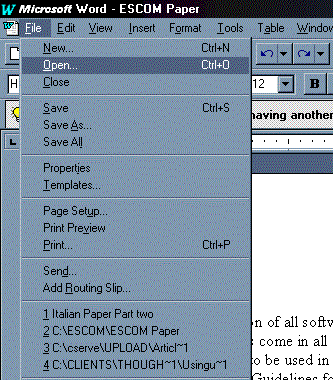 Microsoft Word - ESCOM Paper
File Edit View Insert Format Tools Table Window
New... Ctrl+N
Open... Ctrl+O
Close
12 B
Save Ctrl+S
Save As...
Save All
having another
Properties
Templates...
Page Setup...
Print Preview
Print... Ctrl+P
Send...
Add Routing Slip...
1 Italian Paper Part two
2 C:\ESCOM\ESCOM Paper
3 C:\cserve\UPLOAD\Articl~1
4 C:\CLIENTS\THOUGH~1\Usingu~1
on of all softw
s come in all
to be used in
Guidelines fo